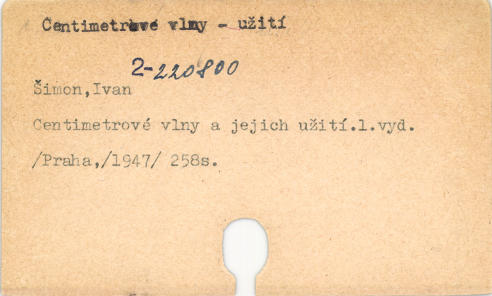 Centimetrové vlny - užití
2-220800
Šimon,Ivan
Centimetrové vlny a jejich užití.1.vyd.
/Praha,/1947/ 258s.